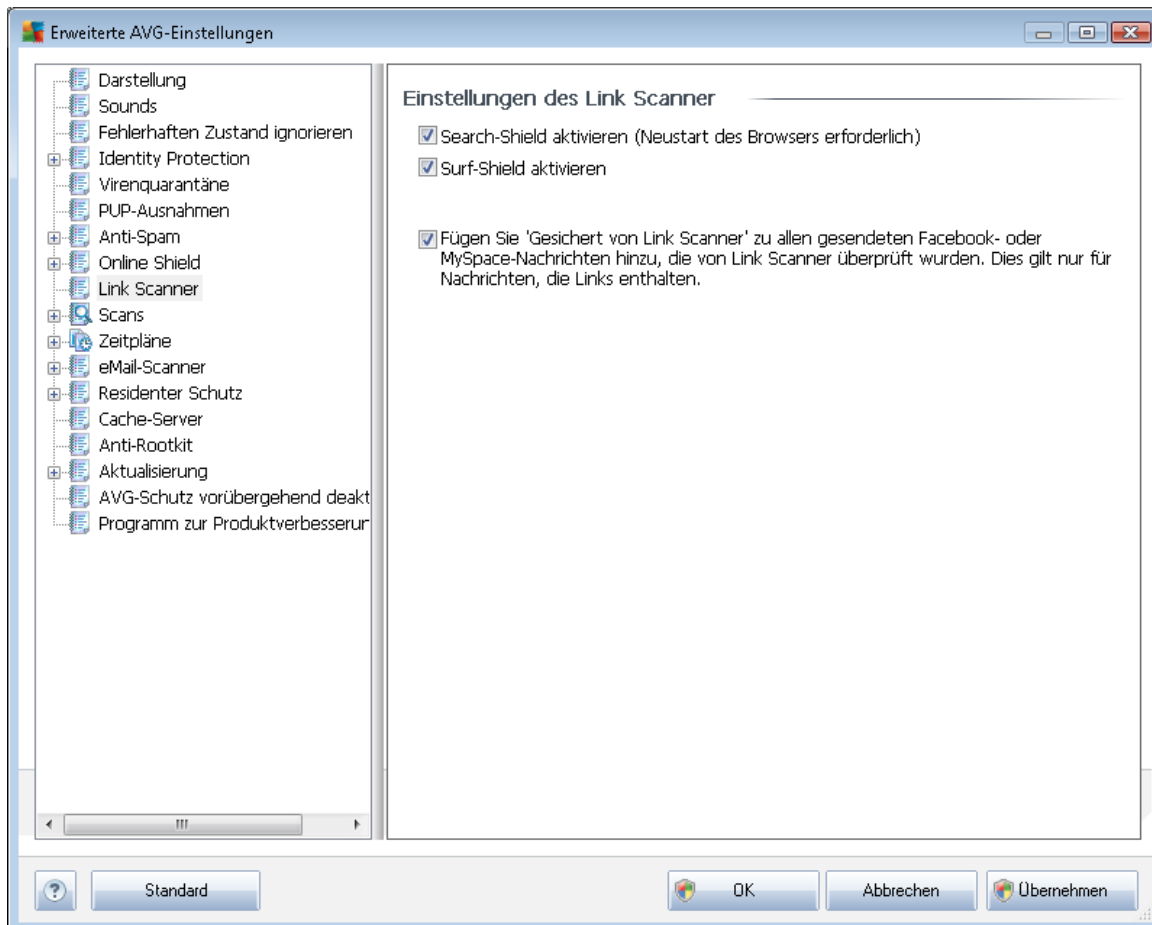 Erweiterte AVG-Einstellungen
Darstellung
Sounds
Fehlerhaften Zustand ignorieren
Identity Protection
Virenquarantäne
PUP-Ausnahmen
Anti-Spam
Online Shield
Link Scanner
Scans
Zeitpläne
eMail-Scanner
Residenter Schutz
Cache-Server
Anti-Rootkit
Aktualisierung
AVG-Schutz vorübergehend deakt
Programm zur Produktverbesserur
Einstellungen des Link Scanner
Search-Shield aktivieren (Neustart des Browsers erforderlich)
Surf-Shield aktivieren
Fügen Sie 'Gesichert von Link Scanner' zu allen gesendeten Facebook- oder
MySpace-Nachrichten hinzu, die von Link Scanner überprüft wurden. Dies gilt nur für
Nachrichten, die Links enthalten.
?
Standard
OK
Abbrechen
Übernehmen